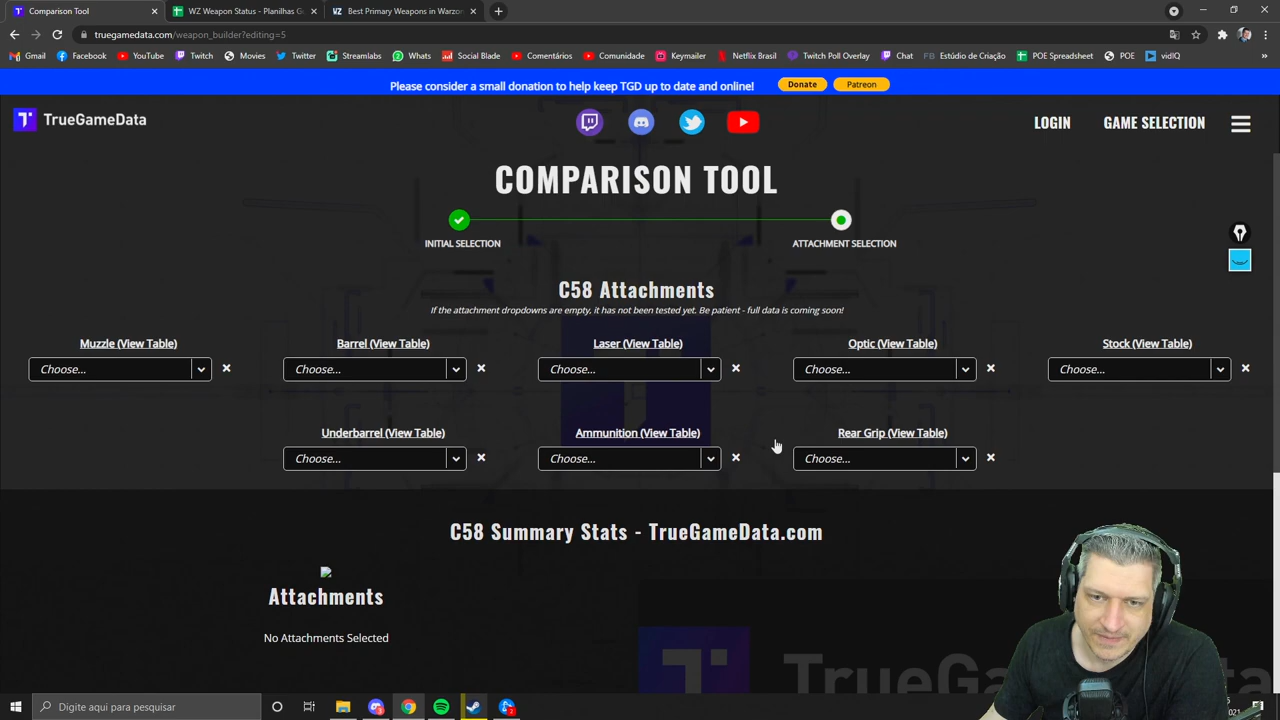 Comparison Tool
WZ Weapon Status - Planilhas G
Best Primary Weapons in Warzo
truegamedata.com/weapon_builder?editing=5
Gmail Facebook YouTube Twitch Movies Streamlabs Whats Social Blade Comentários Comunidade Keymailer Netflix Brasil Twitch Poll Overlay Chat FB Estúdio de Criação POE Spreadsheet POE vidIQ
Please consider a small donation to help keep TGD up to date and online! Donate Patreon
TrueGameData
LOGIN GAME SELECTION
COMPARISON TOOL
INITIAL SELECTION ATTACHMENT SELECTION
C58 Attachments
If the attachment dropdowns are empty, it has not been tested yet. Be patient - full data is coming soon!
Muzzle (View Table) Barrel (View Table) Laser (View Table) Optic (View Table) Stock (View Table)
Choose... Choose... Choose... Choose... Choose...
Underbarrel (View Table) Ammunition (View Table) Rear Grip (View Table)
Choose... Choose... Choose...
C58 Summary Stats - TrueGameData.com
Attachments
No Attachments Selected
TrueGa
Digite aqui para pesquisar